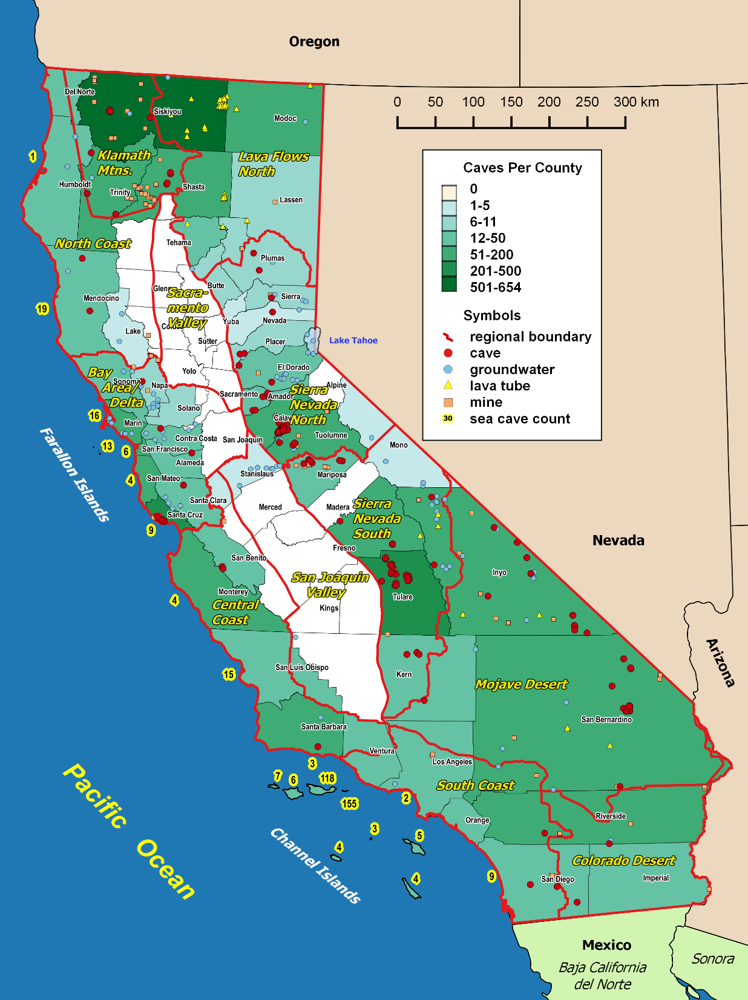 Oregon
0 50 100 150 200 250 300 km
Del Norte
Siskiyou
Modoc
1
Klamath
Mtns.
Lava Flows
North
Humboldt
Trinity
Shasta
Lassen
North Coast
Tehama
Plumas
Glenn
Butte
Sacra-
mento
Valley
Mendocino
Sierra
19
Yuba
Nevada
Lake
Colusa
Sutter
Placer
Lake Tahoe
Caves Per County
0
1-5
6-11
12-50
51-200
201-500
501-654
Symbols
regional boundary
cave
groundwater
lava tube
mine
30 sea cave count
Bay
Area/
Delta
Sonoma
Napa
Yolo
El Dorado
Alpine
Sacramento
Amador
Sierra
Nevada
North
Solano
16
Marin
Calav
Tuolumne
Contra Costa
San Joaquin
13
6
San Francisco
Mono
Alameda
Farallon Islands
4
San Mateo
Stanislaus
Mariposa
Santa Clara
Merced
Madera
Sierra
Nevada
South
Santa Cruz
9
Nevada
Fresno
San Benito
Inyo
San Joaquin
Valley
4
Monterey
Central
Coast
Kings
Tulare
Arizona
15
San Luis Obispo
Kern
Mojave Desert
San Bernardino
Santa Barbara
Ventura
Los Angeles
3
7
6
118
155
2
South Coast
Pacific Ocean
3
5
4
Channel Islands
4
Orange
Riverside
9
Colorado Desert
San Diego
Imperial
Mexico
Baja California
del Norte
Sonora